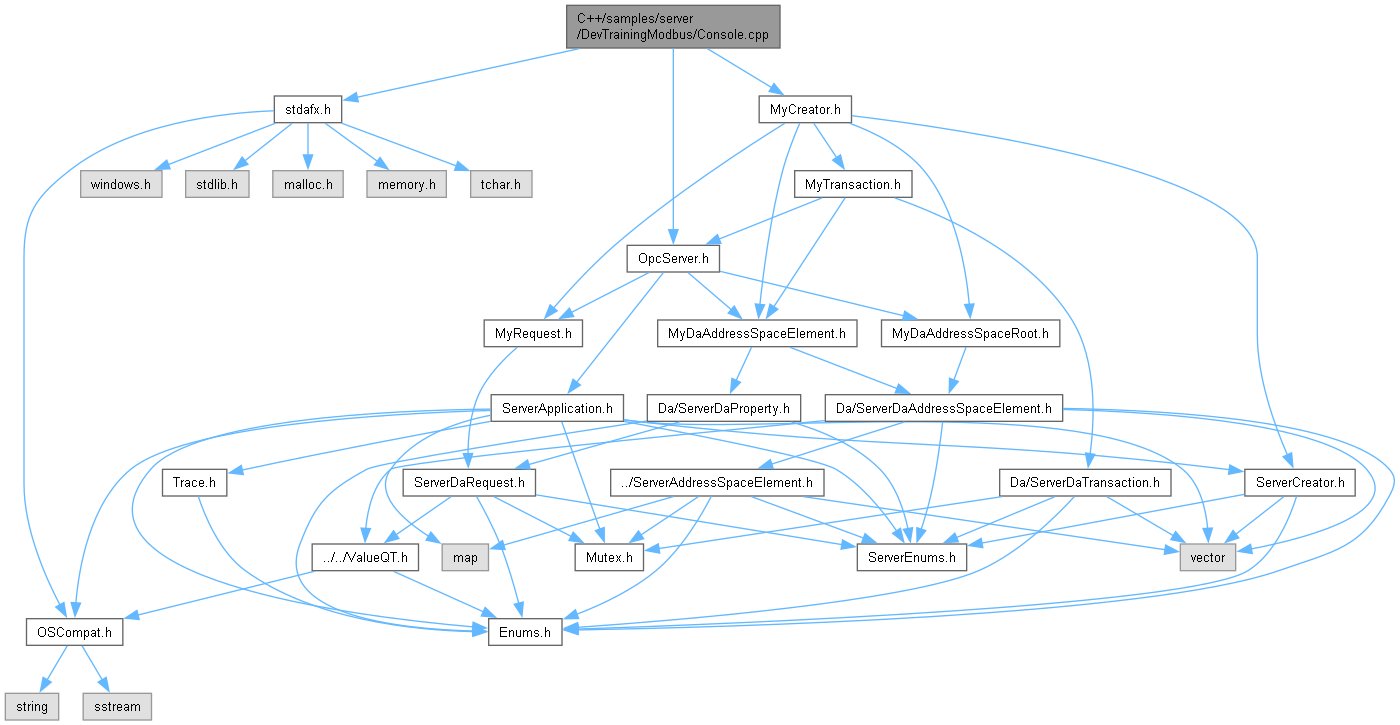 C++/samples/server
/DevTrainingModbus/Console.cpp
stdafx.h
MyCreator.h
windows.h
stdlib.h
malloc.h
memory.h
tchar.h
MyTransaction.h
OpcServer.h
MyRequest.h
MyDaAddressSpaceElement.h
MyDaAddressSpaceRoot.h
ServerApplication.h
Da/ServerDaProperty.h
Da/ServerDaAddressSpaceElement.h
Trace.h
ServerDaRequest.h
../ServerAddressSpaceElement.h
Da/ServerDaTransaction.h
ServerCreator.h
../../ValueQT.h
map
Mutex.h
ServerEnums.h
vector
OSCompat.h
Enums.h
string
sstream